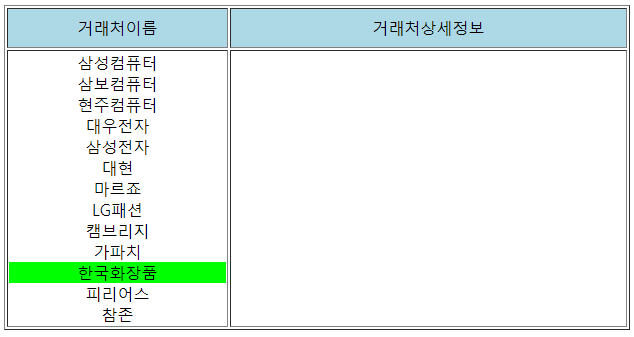 거래처이름 거래처상세정보
삼성컴퓨터
삼보컴퓨터
현주컴퓨터
대우전자
삼성전자
대현
마르죠
LG패션
캠브리지
가파치
한국화장품
피리어스
참존